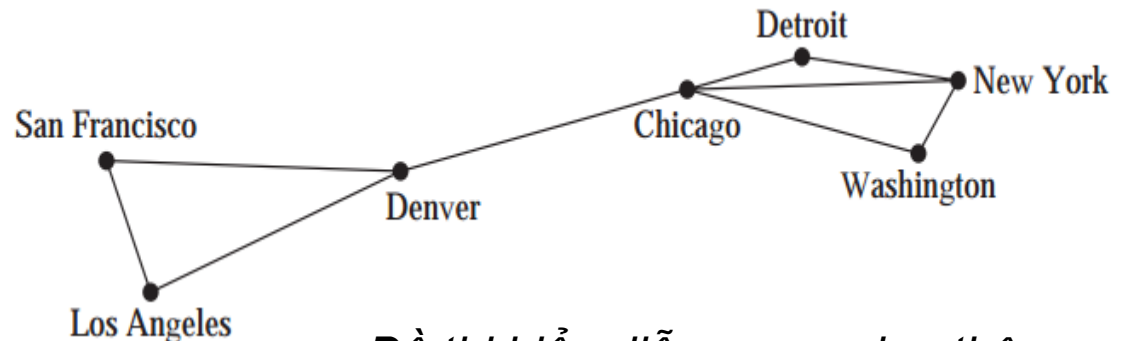 Detroit
New York
San Francisco
Chicago
Washington
Denver
Los Angeles